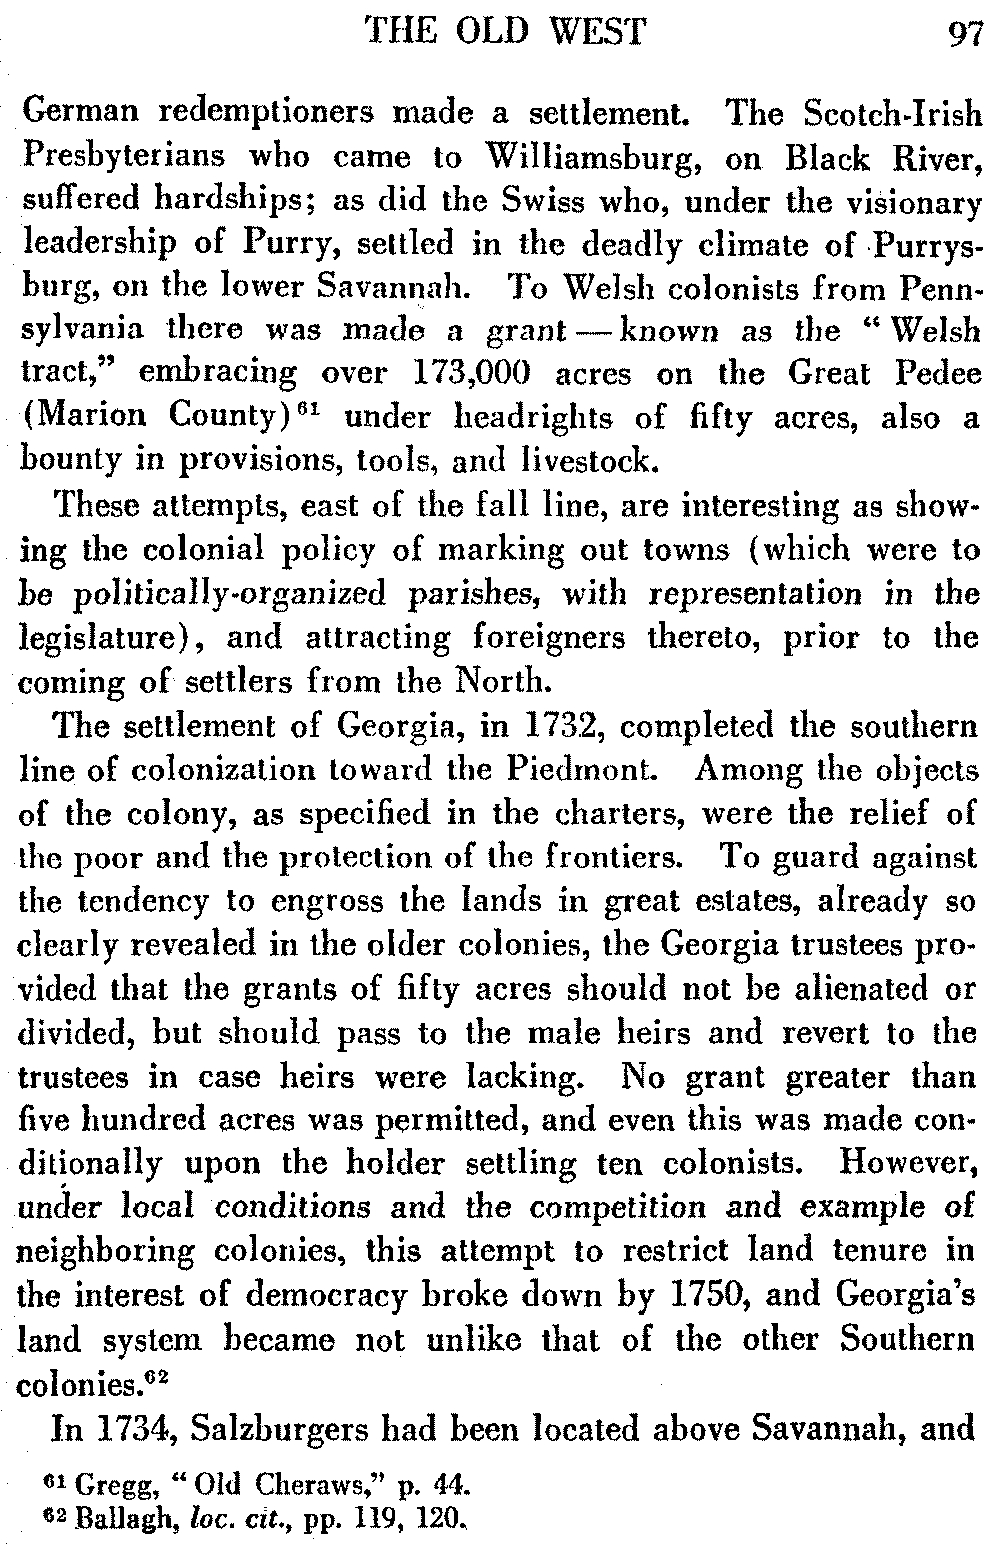 THE OLD WEST 97
German redemptioners made a settlement. The Scotch-Irish
Presbyterians who came to Williamsburg, on Black River,
suffered hardships; as did the Swiss who, under the visionary
leadership of Purry, settled in the deadly climate of Purrys-
burg, on the lower Savannah. To Welsh colonists from Penn-
sylvania there was made a grant — known as the “ Welsh
tract,” embracing over 173,000 acres on the Great Pedee
(Marion County)⁶¹ under headrights of fifty acres, also a
bounty in provisions, tools, and livestock.
These attempts, east of the fall line, are interesting as show-
ing the colonial policy of marking out towns (which were to
be politically-organized parishes, with representation in the
legislature), and attracting foreigners thereto, prior to the
coming of settlers from the North.
The settlement of Georgia, in 1732, completed the southern
line of colonization toward the Piedmont. Among the objects
of the colony, as specified in the charters, were the relief of
the poor and the protection of the frontiers. To guard against
the tendency to engross the lands in great estates, already so
clearly revealed in the older colonies, the Georgia trustees pro-
vided that the grants of fifty acres should not be alienated or
divided, but should pass to the male heirs and revert to the
trustees in case heirs were lacking. No grant greater than
five hundred acres was permitted, and even this was made con-
ditionally upon the holder settling ten colonists. However,
under local conditions and the competition and example of
neighboring colonies, this attempt to restrict land tenure in
the interest of democracy broke down by 1750, and Georgia’s
land system became not unlike that of the other Southern
colonies.⁶²
In 1734, Salzburgers had been located above Savannah, and
⁶¹ Gregg, “ Old Cheraws,” p. 44.
⁶² Ballagh, loc. cit., pp. 119, 120.